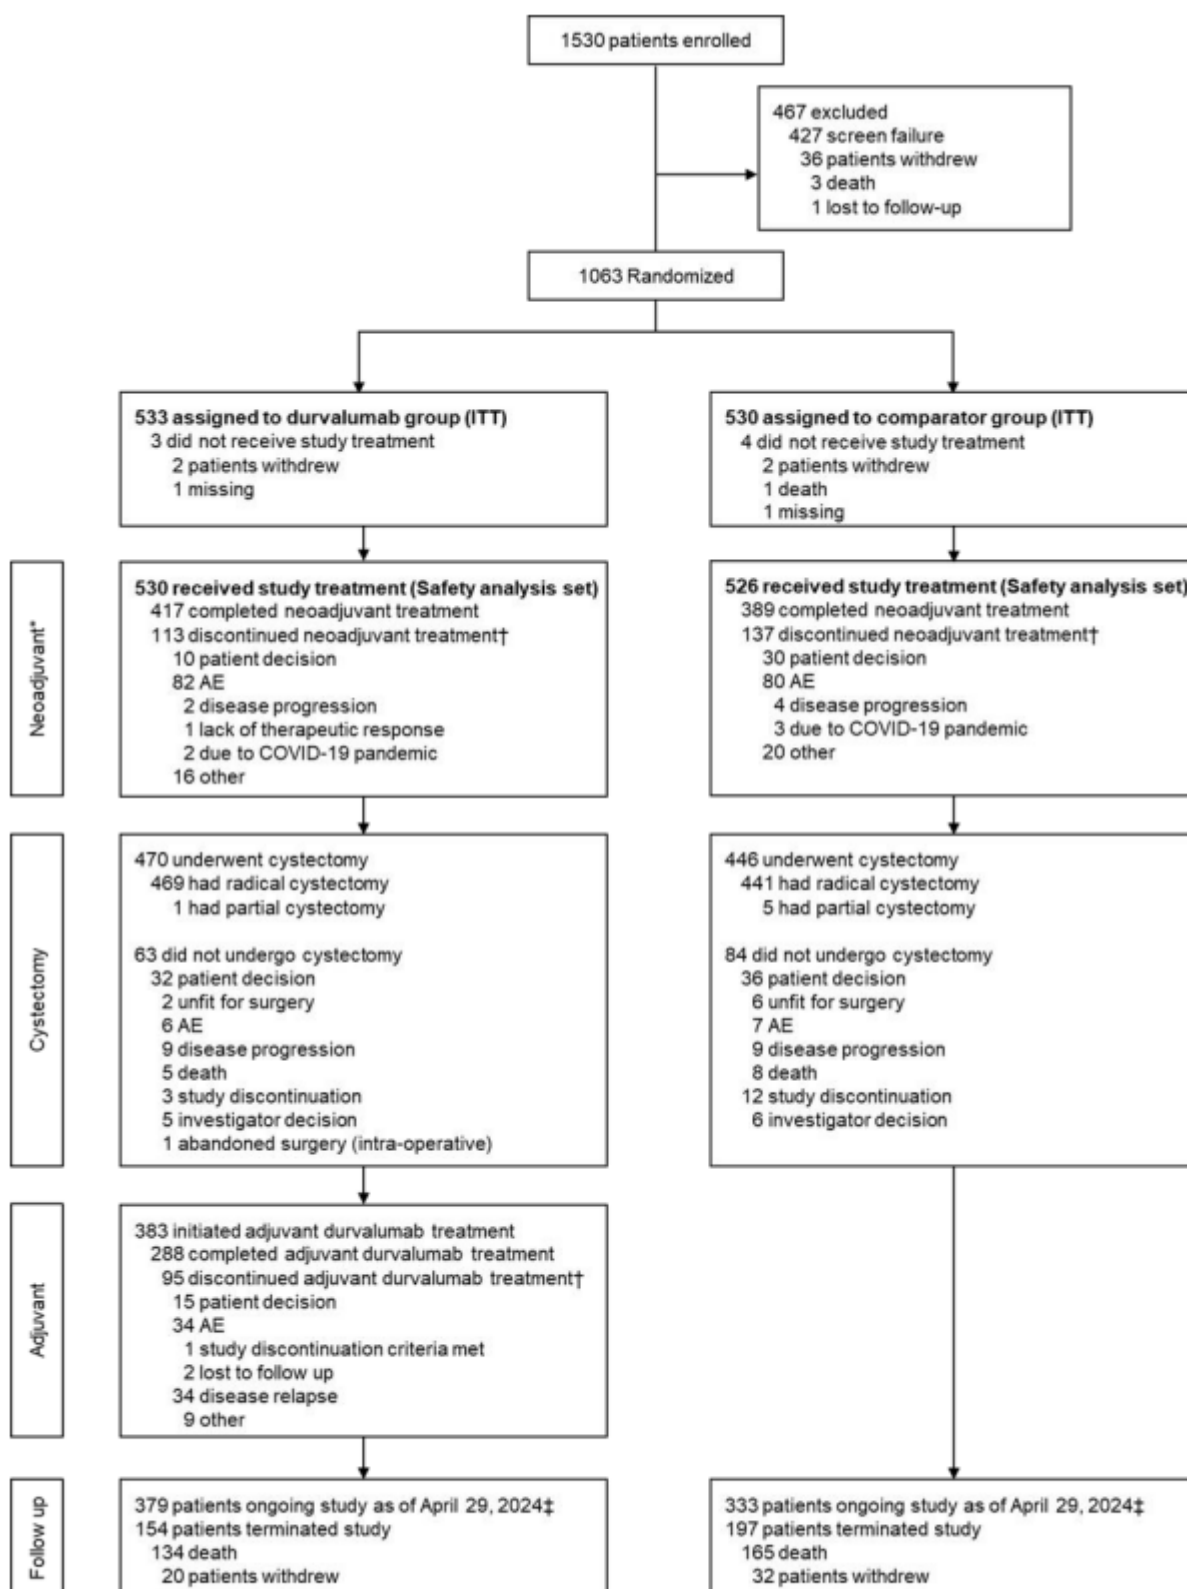 1530 patients enrolled
467 excluded
427 screen failure
36 patients withdrew
3 death
1 lost to follow-up
1063 Randomized
533 assigned to durvalumab group (ITT)
3 did not receive study treatment
2 patients withdrew
1 missing
530 assigned to comparator group (ITT)
4 did not receive study treatment
2 patients withdrew
1 death
1 missing
Neoadjuvant*
530 received study treatment (Safety analysis set)
417 completed neoadjuvant treatment
113 discontinued neoadjuvant treatment†
10 patient decision
82 AE
2 disease progression
1 lack of therapeutic response
2 due to COVID-19 pandemic
16 other
526 received study treatment (Safety analysis set)
389 completed neoadjuvant treatment
137 discontinued neoadjuvant treatment†
30 patient decision
80 AE
4 disease progression
3 due to COVID-19 pandemic
20 other
Cystectomy
470 underwent cystectomy
469 had radical cystectomy
1 had partial cystectomy
63 did not undergo cystectomy
32 patient decision
2 unfit for surgery
6 AE
9 disease progression
5 death
3 study discontinuation
5 investigator decision
1 abandoned surgery (intra-operative)
446 underwent cystectomy
441 had radical cystectomy
5 had partial cystectomy
84 did not undergo cystectomy
36 patient decision
6 unfit for surgery
7 AE
9 disease progression
8 death
12 study discontinuation
6 investigator decision
Adjuvant
383 initiated adjuvant durvalumab treatment
288 completed adjuvant durvalumab treatment
95 discontinued adjuvant durvalumab treatment†
15 patient decision
34 AE
1 study discontinuation criteria met
2 lost to follow up
34 disease relapse
9 other
Follow up
379 patients ongoing study as of April 29, 2024‡
154 patients terminated study
134 death
20 patients withdrew
333 patients ongoing study as of April 29, 2024‡
197 patients terminated study
165 death
32 patients withdrew